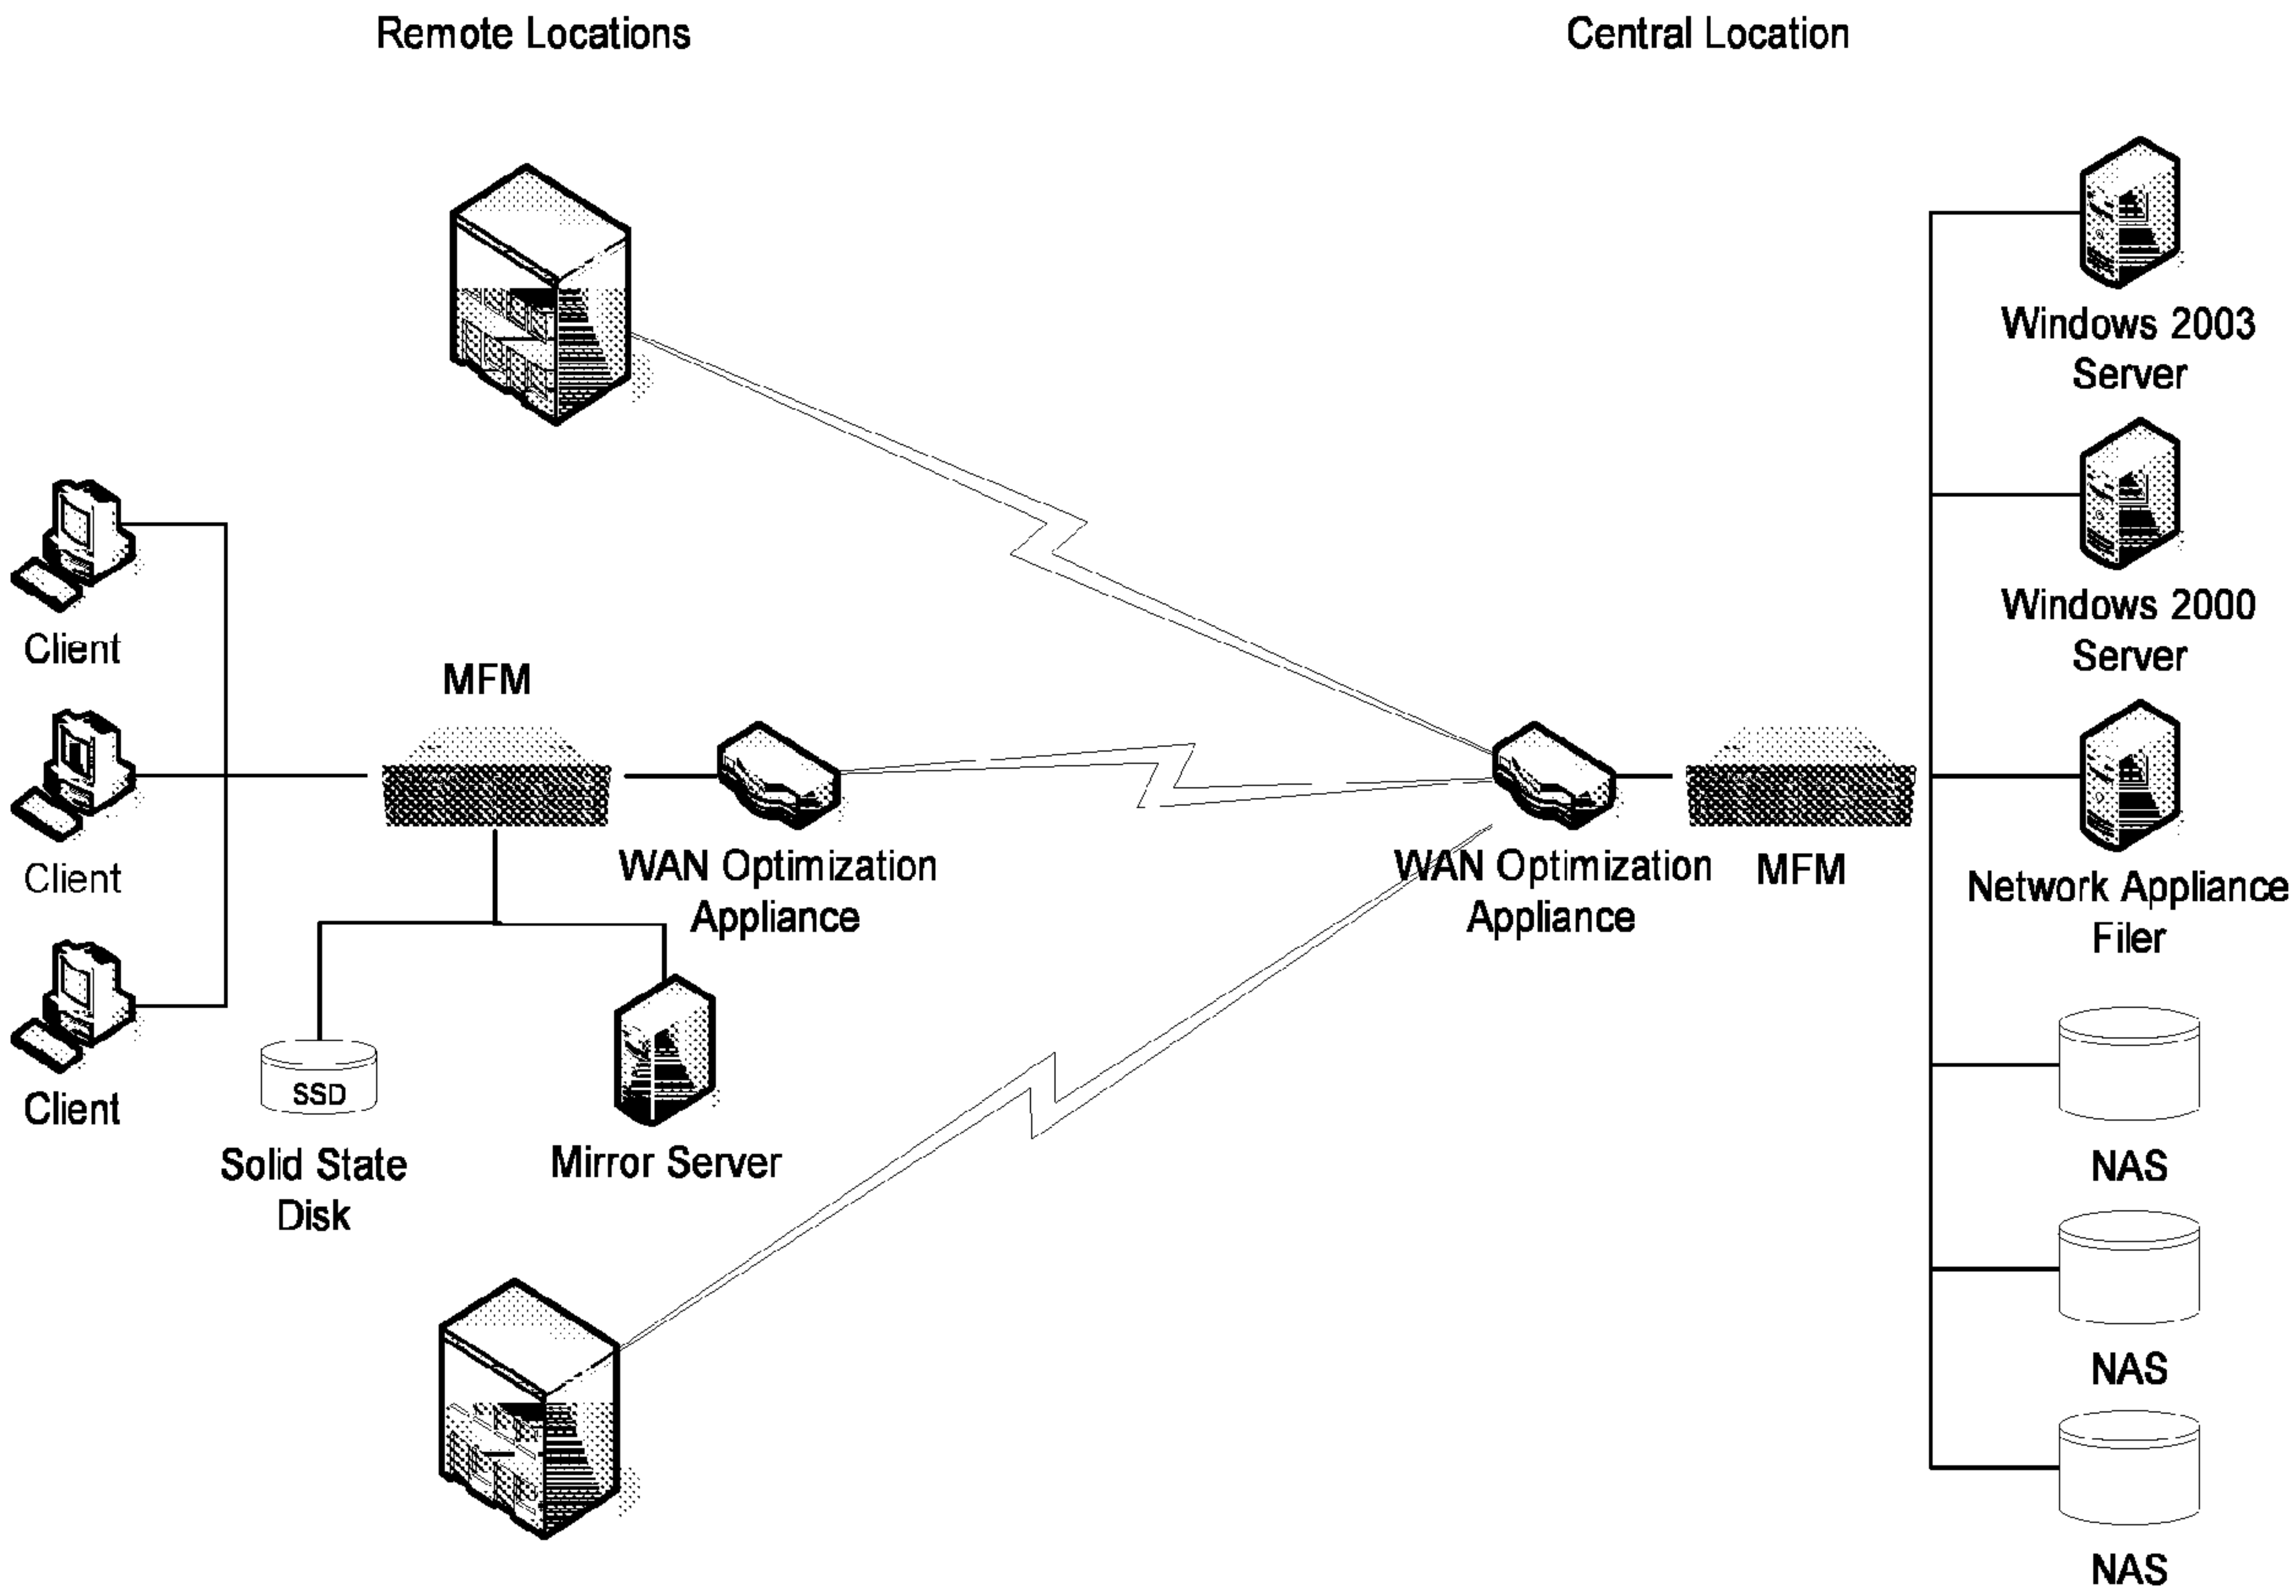 Remote Locations
Central Location
Windows 2003
Server
Windows 2000
Server
Client
MFM
Client
WAN Optimization
Appliance
WAN Optimization
Appliance
MFM
Network Appliance
Filer
Client
SSD
Solid State
Disk
Mirror Server
NAS
NAS
NAS